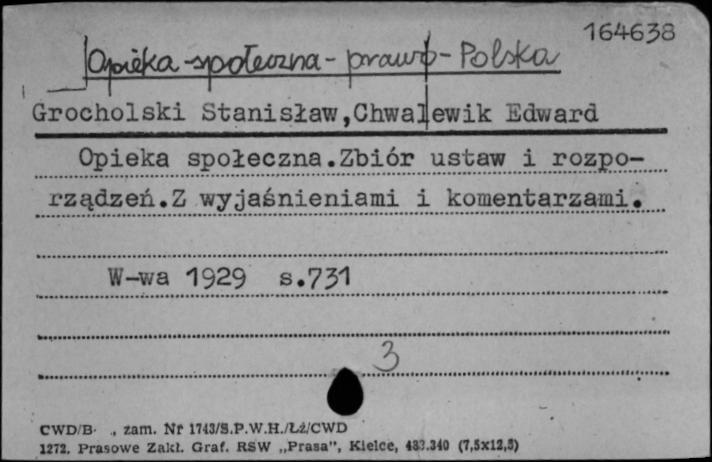 164638
Opieka społeczna - prawo - Polska
Grocholski Stanisław,Chwalewik Edward
Opieka społeczna.Zbiór ustaw i rozpo-
rządzeń.Z wyjaśnieniami i komentarzami.
W-wa 1929 s.731
3
CWD/B- ., zam. Nr 1743/S.P.W.H./Łż/CWD
1272. Prasowe Zakł. Graf. RSW „Prasa", Kielce, 483.340 (7,5x12,5)